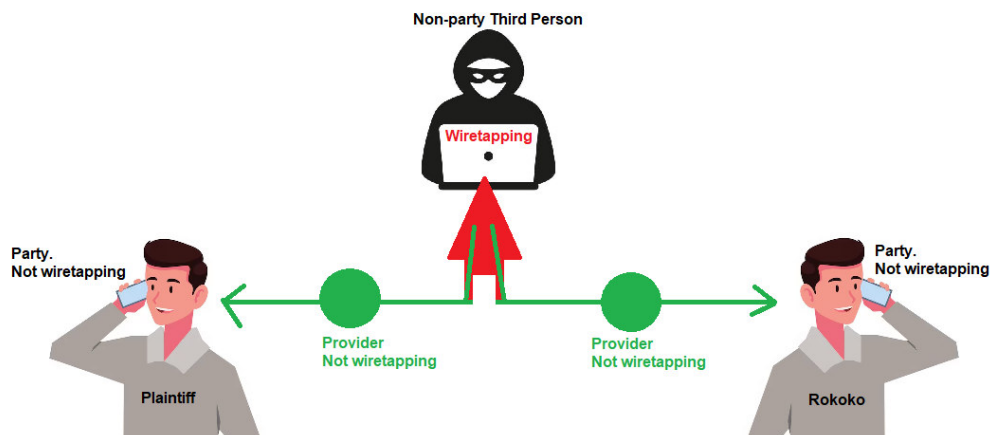 Non-party Third Person
Wiretapping
Party.
Not wiretapping
Party.
Not wiretapping
Provider
Not wiretapping
Provider
Not wiretapping
Plaintiff
Rokoko